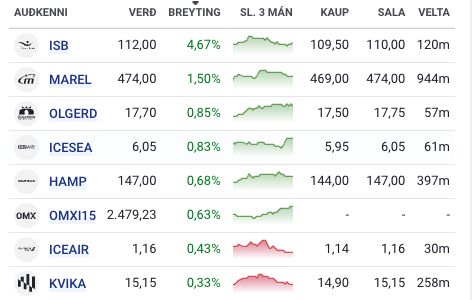 AUÐKENNI VERÐ BREYTING SL. 3 MÁN KAUP SALA VELTA
ISB 112,00 4,67% 109,50 110,00 120m
MAREL 474,00 1,50% 469,00 474,00 944m
OLGERD 17,70 0,85% 17,50 17,75 57m
ICESEA 6,05 0,83% 5,95 6,05 61m
HAMP 147,00 0,68% 144,00 147,00 397m
OMX OMXI15 2.479,23 0,63% - - -
ICEAIR 1,16 0,43% 1,14 1,16 30m
KVIKA 15,15 0,33% 14,90 15,15 258m